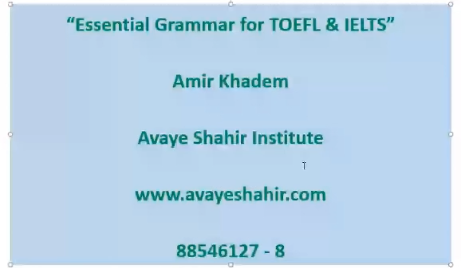 “Essential Grammar for TOEFL & IELTS”
Amir Khadem
Avaye Shahir Institute
www.avayeshahir.com
88546127 - 8